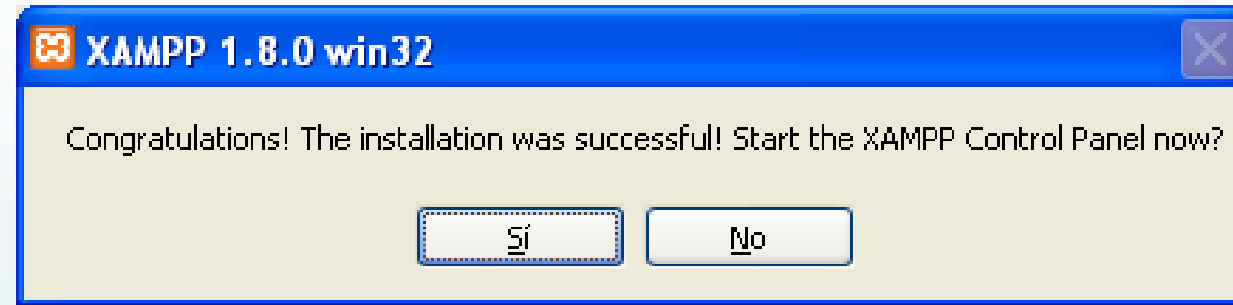 XAMPP 1.8.0 win32
Congratulations! The installation was successful! Start the XAMPP Control Panel now?
Sí No